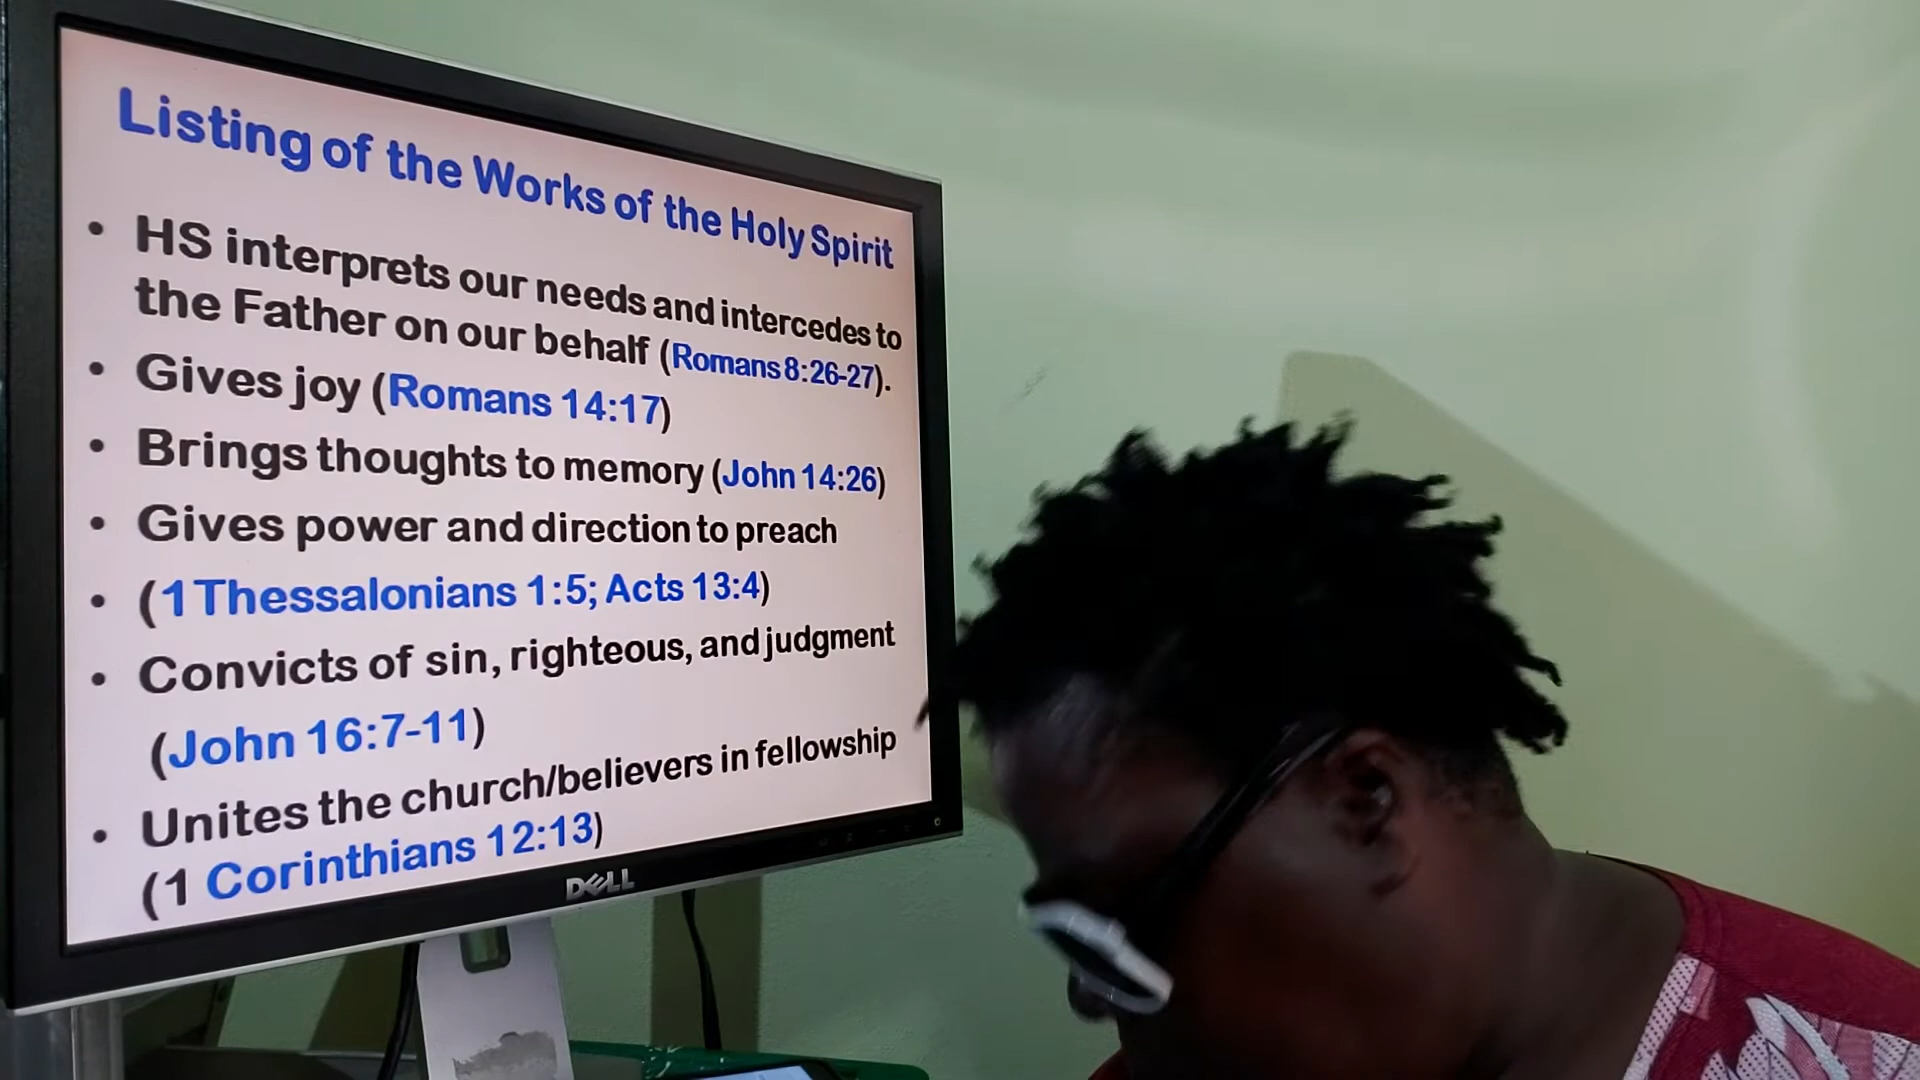 Listing of the Works of the Holy Spirit
• HS interprets our needs and intercedes to
the Father on our behalf (Romans 8:26-27).
• Gives joy (Romans 14:17)
• Brings thoughts to memory (John 14:26)
• Gives power and direction to preach
• (1 Thessalonians 1:5; Acts 13:4)
• Convicts of sin, righteous, and judgment
(John 16:7-11)
• Unites the church/believers in fellowship
(1 Corinthians 12:13)
DELL